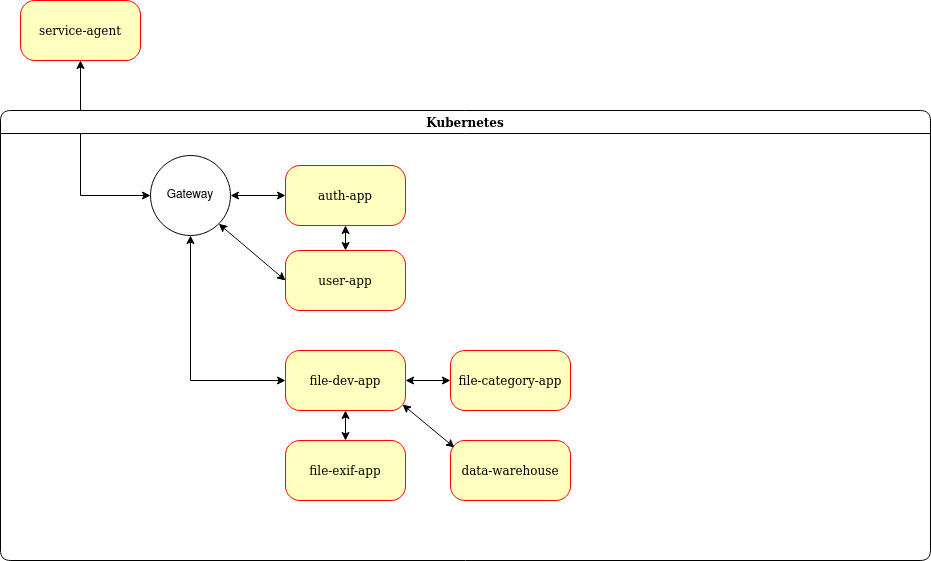 service-agent
Kubernetes
Gateway
auth-app
user-app
file-dev-app
file-category-app
file-exif-app
data-warehouse